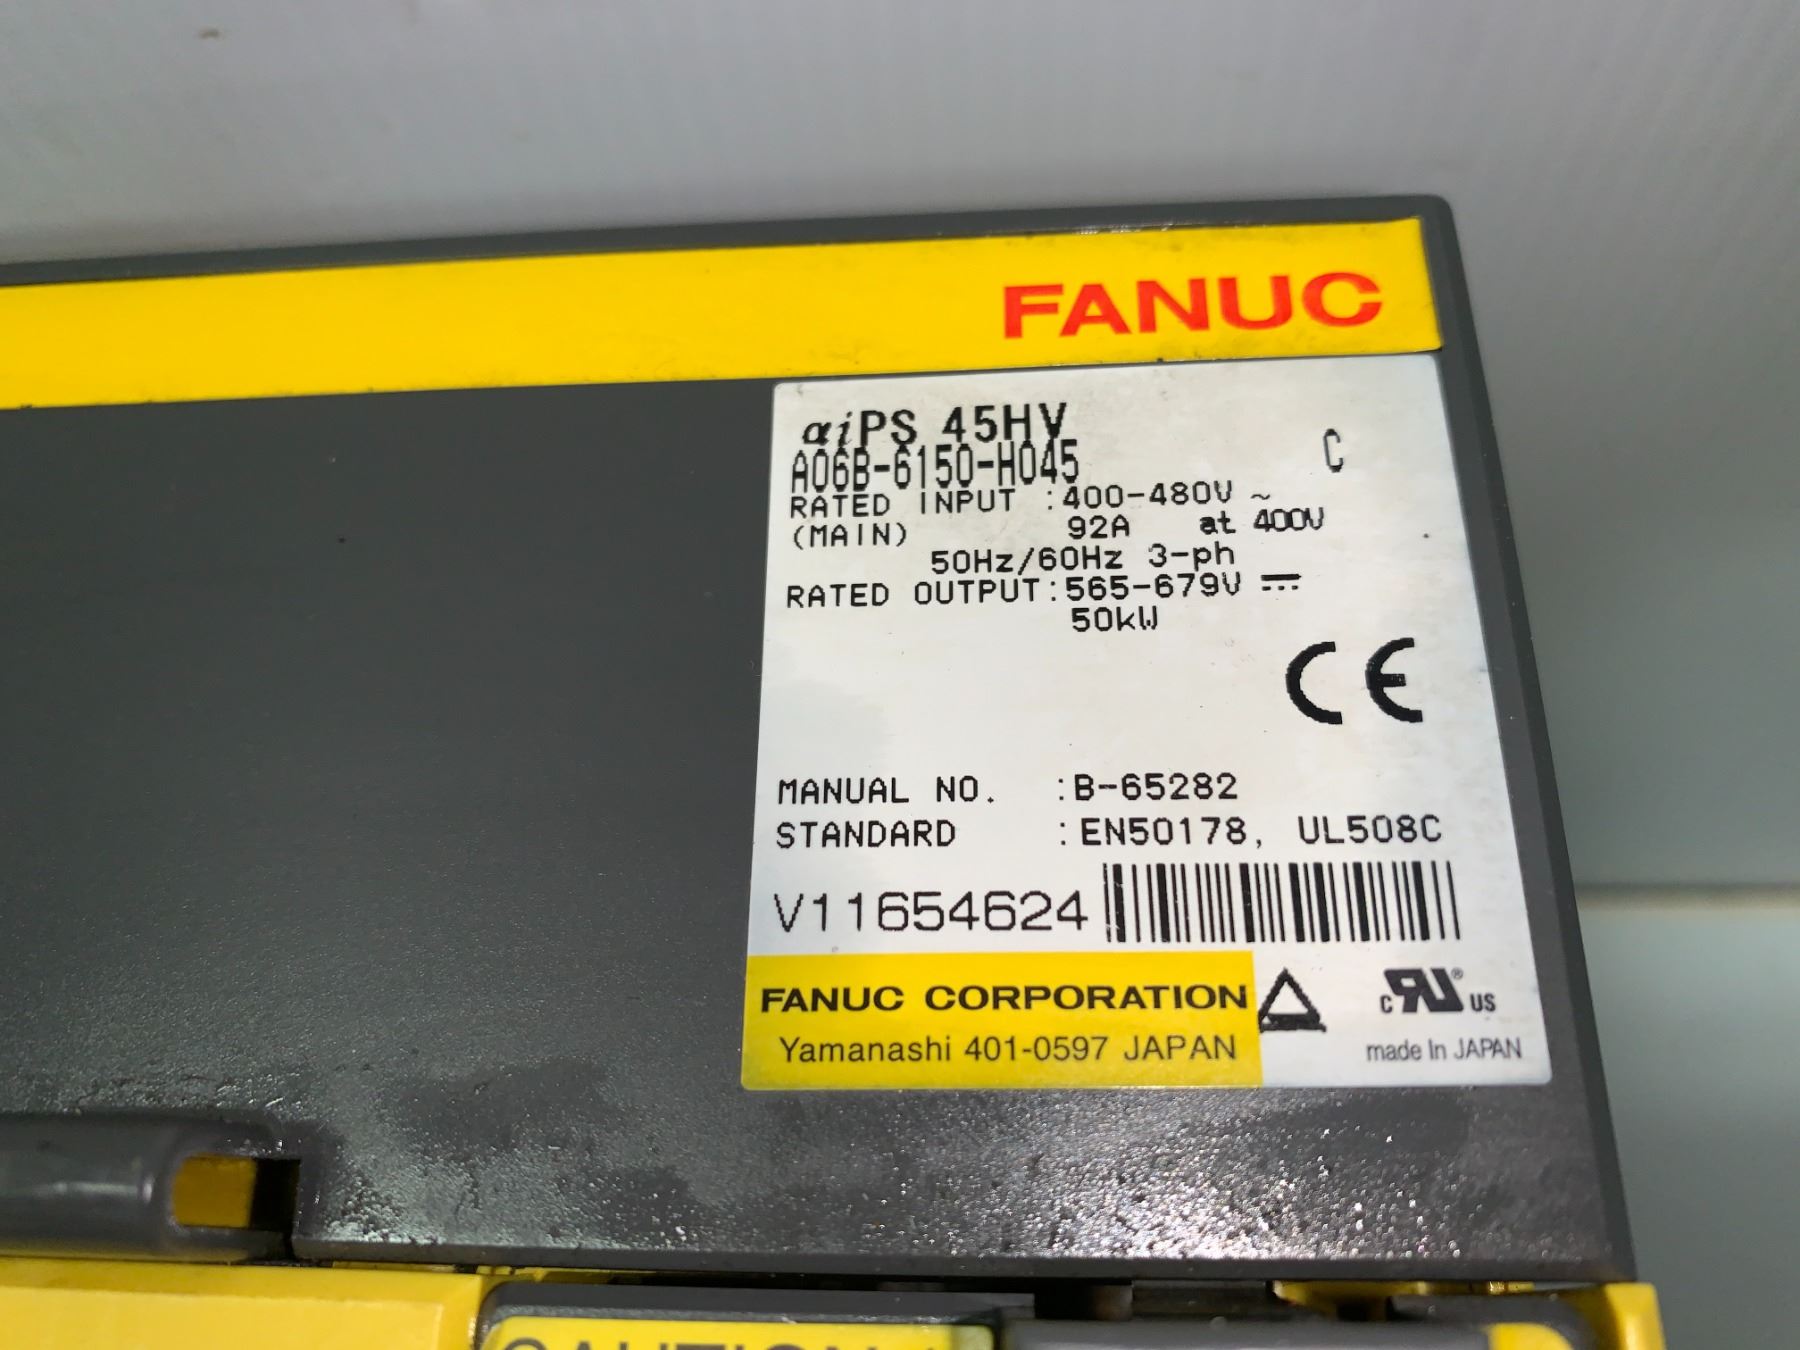 FANUC
αiPS 45HV
A06B-6150-H045 C
RATED INPUT :400-480V ~
(MAIN) 92A at 400V
50Hz/60Hz 3-ph
RATED OUTPUT:565-679V ⎓
50kW
CE
MANUAL NO. :B-65282
STANDARD :EN50178, UL508C
V11654624
FANUC CORPORATION
Yamanashi 401-0597 JAPAN
c RU ® US
made In JAPAN
CAUTION